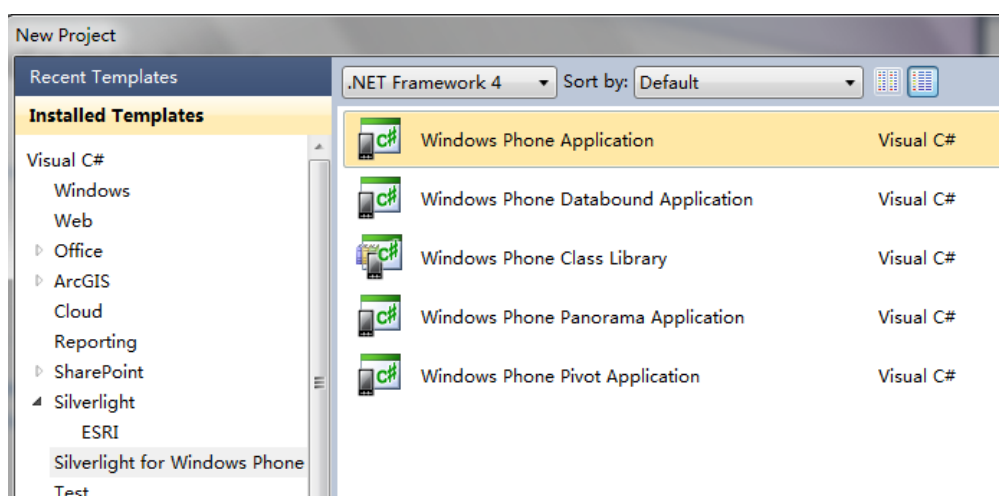 New Project
Recent Templates
Installed Templates
Visual C#
Windows
Web
Office
ArcGIS
Cloud
Reporting
SharePoint
Silverlight
ESRI
Silverlight for Windows Phone
Test
.NET Framework 4 Sort by: Default
C# Windows Phone Application Visual C#
C# Windows Phone Databound Application Visual C#
C# Windows Phone Class Library Visual C#
C# Windows Phone Panorama Application Visual C#
C# Windows Phone Pivot Application Visual C#